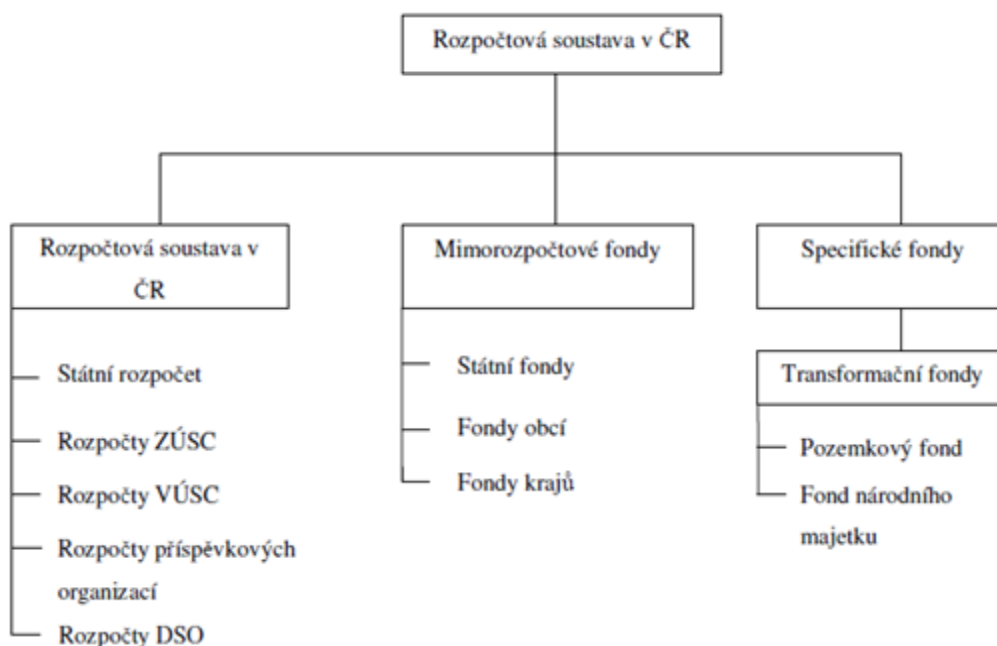 Rozpočtová soustava v ČR
Rozpočtová soustava v
ČR
Státní rozpočet
Rozpočty ZÚSC
Rozpočty VÚSC
Rozpočty příspěvkových
organizací
Rozpočty DSO
Mimorozpočtové fondy
Státní fondy
Fondy obcí
Fondy krajů
Specifické fondy
Transformační fondy
Pozemkový fond
Fond národního
majetku